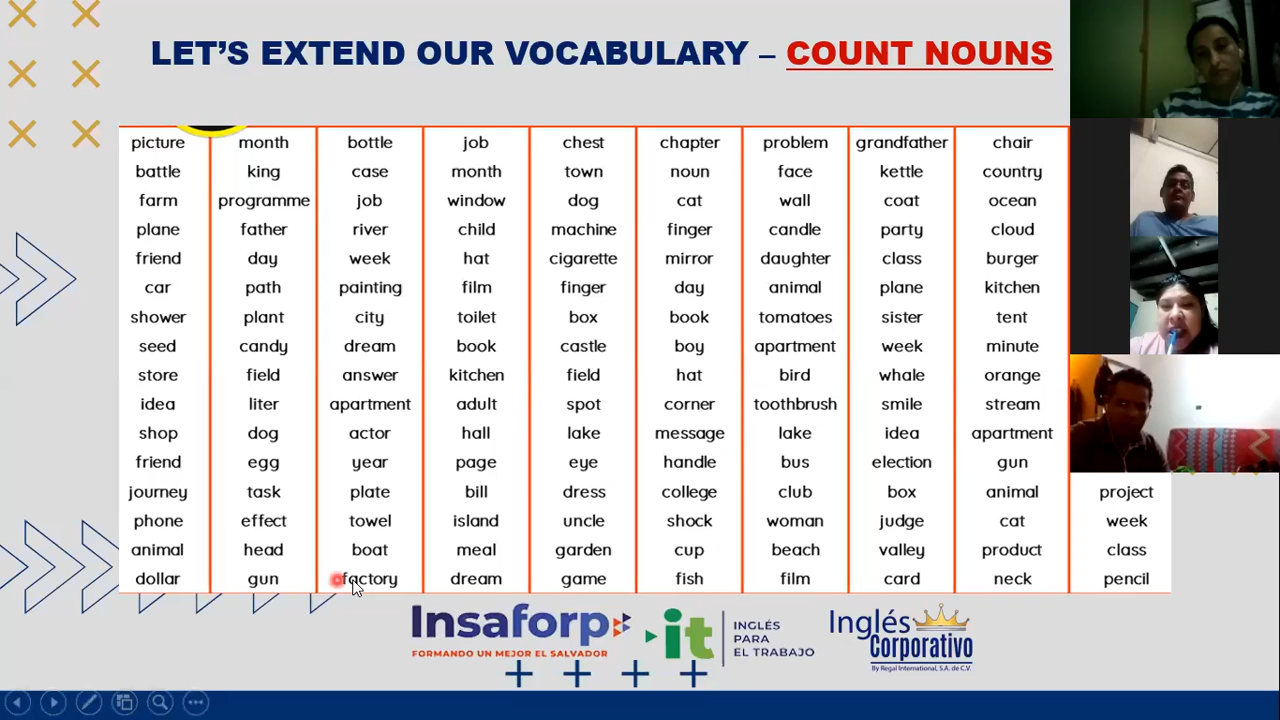 LET'S EXTEND OUR VOCABULARY – COUNT NOUNS
picture month bottle job chest chapter problem grandfather chair
battle king case month town noun face kettle country
farm programme job window dog cat wall coat ocean
plane father river child machine finger candle party cloud
friend day week hat cigarette mirror daughter class burger
car path painting film finger day animal plane kitchen
shower plant city toilet box book tomatoes sister tent
seed candy dream book castle boy apartment week minute
store field answer kitchen field hat bird whale orange
idea liter apartment adult spot corner toothbrush smile stream
shop dog actor hall lake message lake idea apartment
friend egg year page eye handle bus election gun
journey task plate bill dress college club box animal project
phone effect towel island uncle shock woman judge cat week
animal head boat meal garden cup beach valley product class
dollar gun factory dream game fish film card neck pencil
Insaforp
FORMANDO UN MEJOR EL SALVADOR
it
INGLÉS
PARA
EL TRABAJO
Inglés
Corporativo
By Regal International, S.A. de C.V.